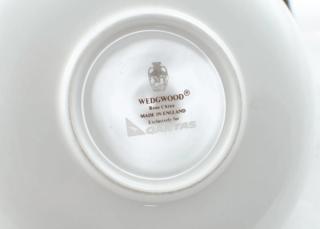 WEDGWOOD®
Bone China
MADE IN ENGLAND
Exclusively for
QANTAS